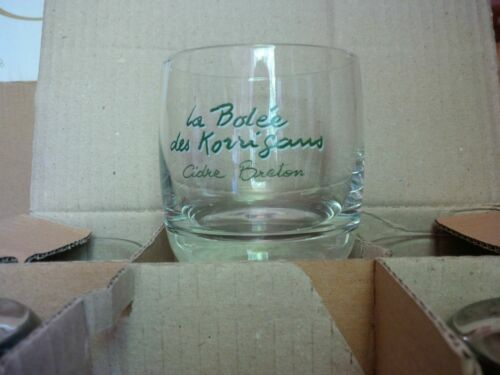 La Bolée
des Korrigans
Cidre Breton